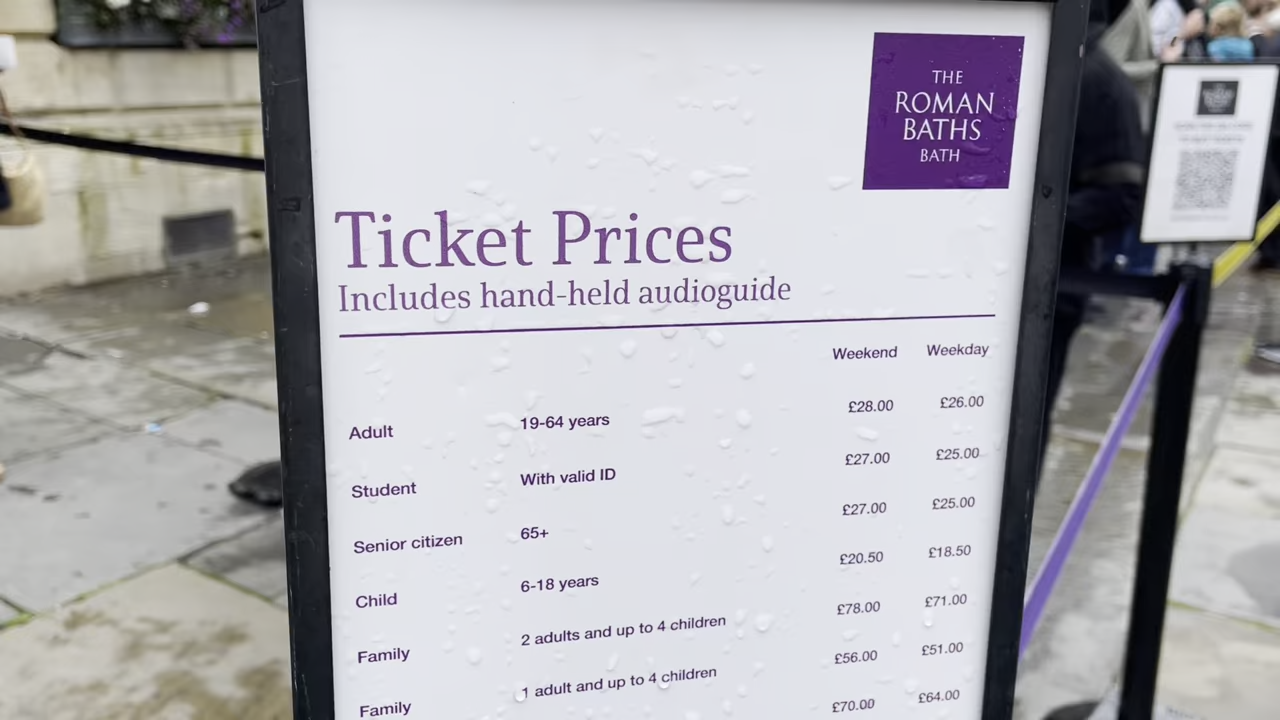 THE
ROMAN
BATHS
BATH
Ticket Prices
Includes hand-held audioguide
Weekend Weekday
Adult 19-64 years £28.00 £26.00
Student With valid ID £27.00 £25.00
Senior citizen 65+ £27.00 £25.00
Child 6-18 years £20.50 £18.50
Family 2 adults and up to 4 children £78.00 £71.00
Family 1 adult and up to 4 children £56.00 £51.00
£70.00 £64.00